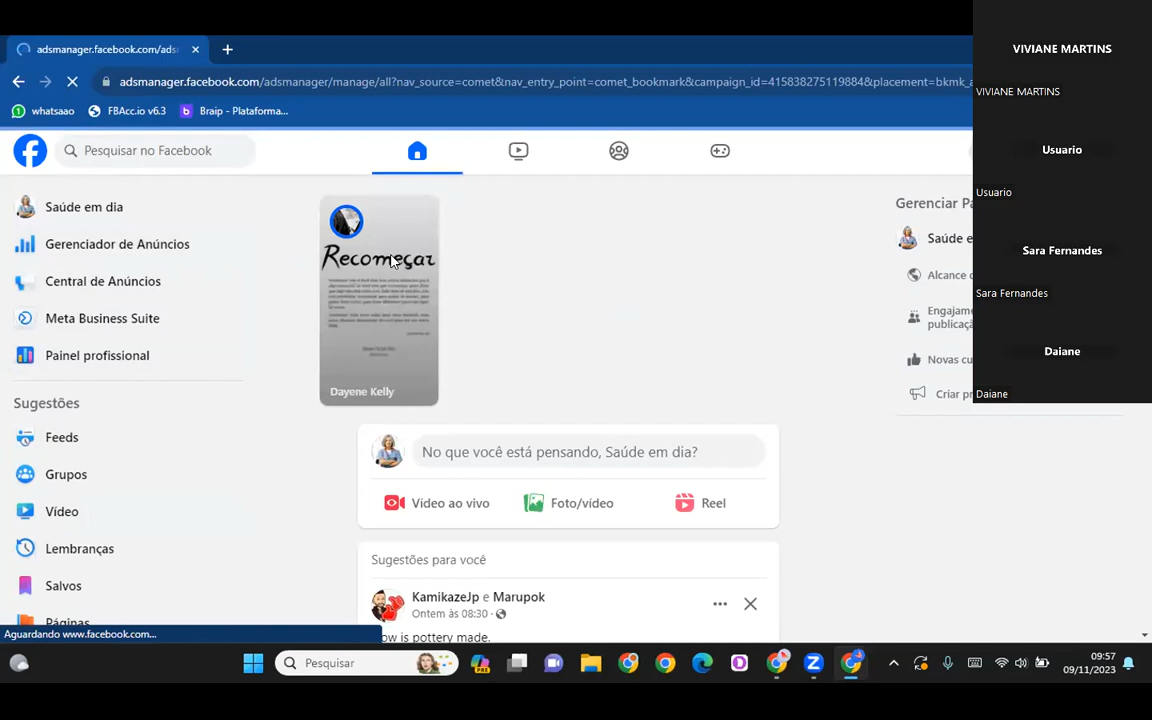 adsmanager.facebook.com/ads
adsmanager.facebook.com/adsmanager/manage/all?nav_source=comet&nav_entry_point=comet_bookmark&campaign_id=415838275119884&placement=bkmk_a
whatsaao
FBAcc.io v6.3
Braip - Plataforma...
Pesquisar no Facebook
Saúde em dia
Gerenciador de Anúncios
Central de Anúncios
Meta Business Suite
Painel profissional
Sugestões
Feeds
Grupos
Vídeo
Lembranças
Salvos
Páginas
Aguardando www.facebook.com...
Recomeçar
Dayene Kelly
No que você está pensando, Saúde em dia?
Vídeo ao vivo
Foto/vídeo
Reel
Sugestões para você
KamikazeJp e Marupok
Ontem às 08:30
ow is pottery made.
Gerenciar Pá
Saúde e
Alcance d
Engajam
publicaçã
Novas cu
Criar pr
VIVIANE MARTINS
VIVIANE MARTINS
Usuario
Usuario
Sara Fernandes
Sara Fernandes
Daiane
Daiane
Pesquisar
PRE
09:57
09/11/2023